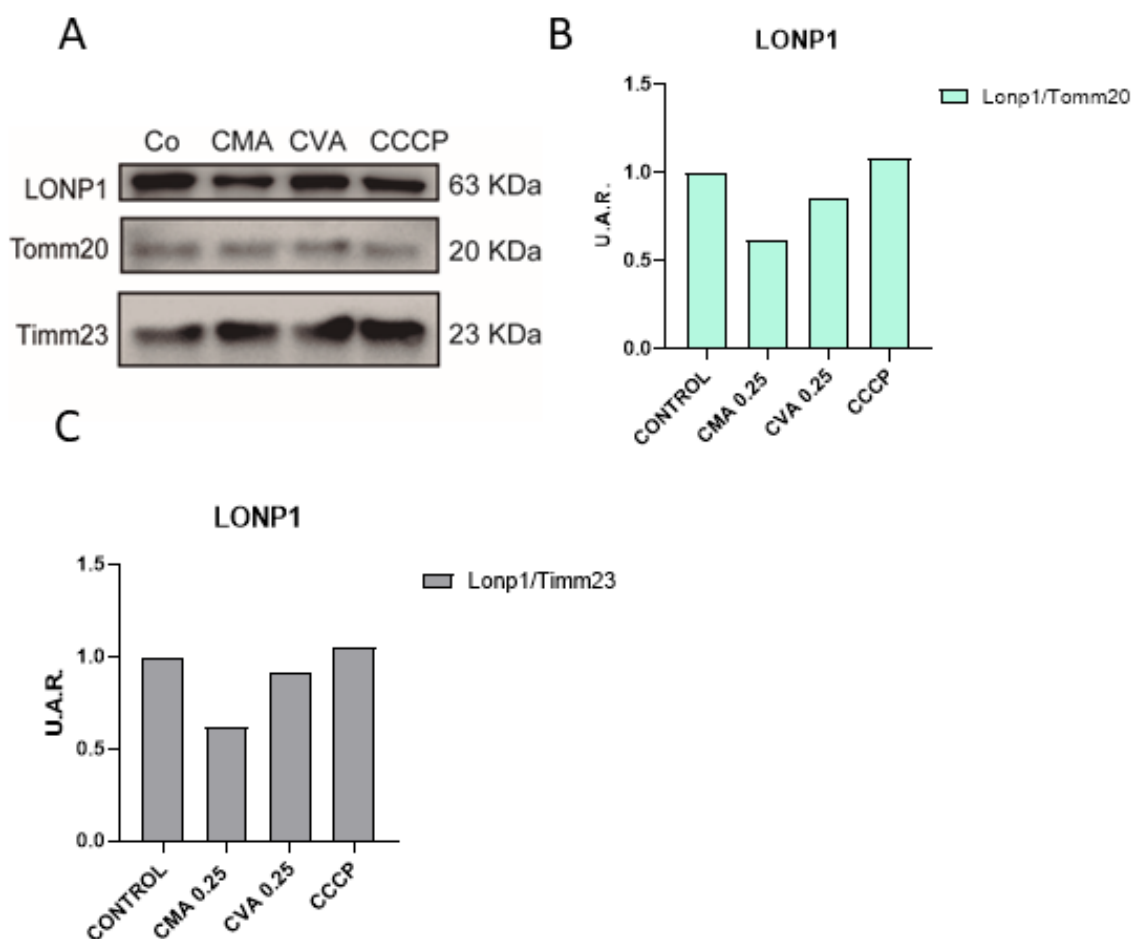 A
Co CMA CVA CCCP
LONP1 63 KDa
Tomm20 20 KDa
Timm23 23 KDa
B
LONP1
Lonp1/Tomm20
U.A.R.
1.5
1.0
0.5
0.0
CONTROL
CMA 0.25
CVA 0.25
CCCP
C
LONP1
Lonp1/Timm23
U.A.R.
1.5
1.0
0.5
0.0
CONTROL
CMA 0.25
CVA 0.25
CCCP